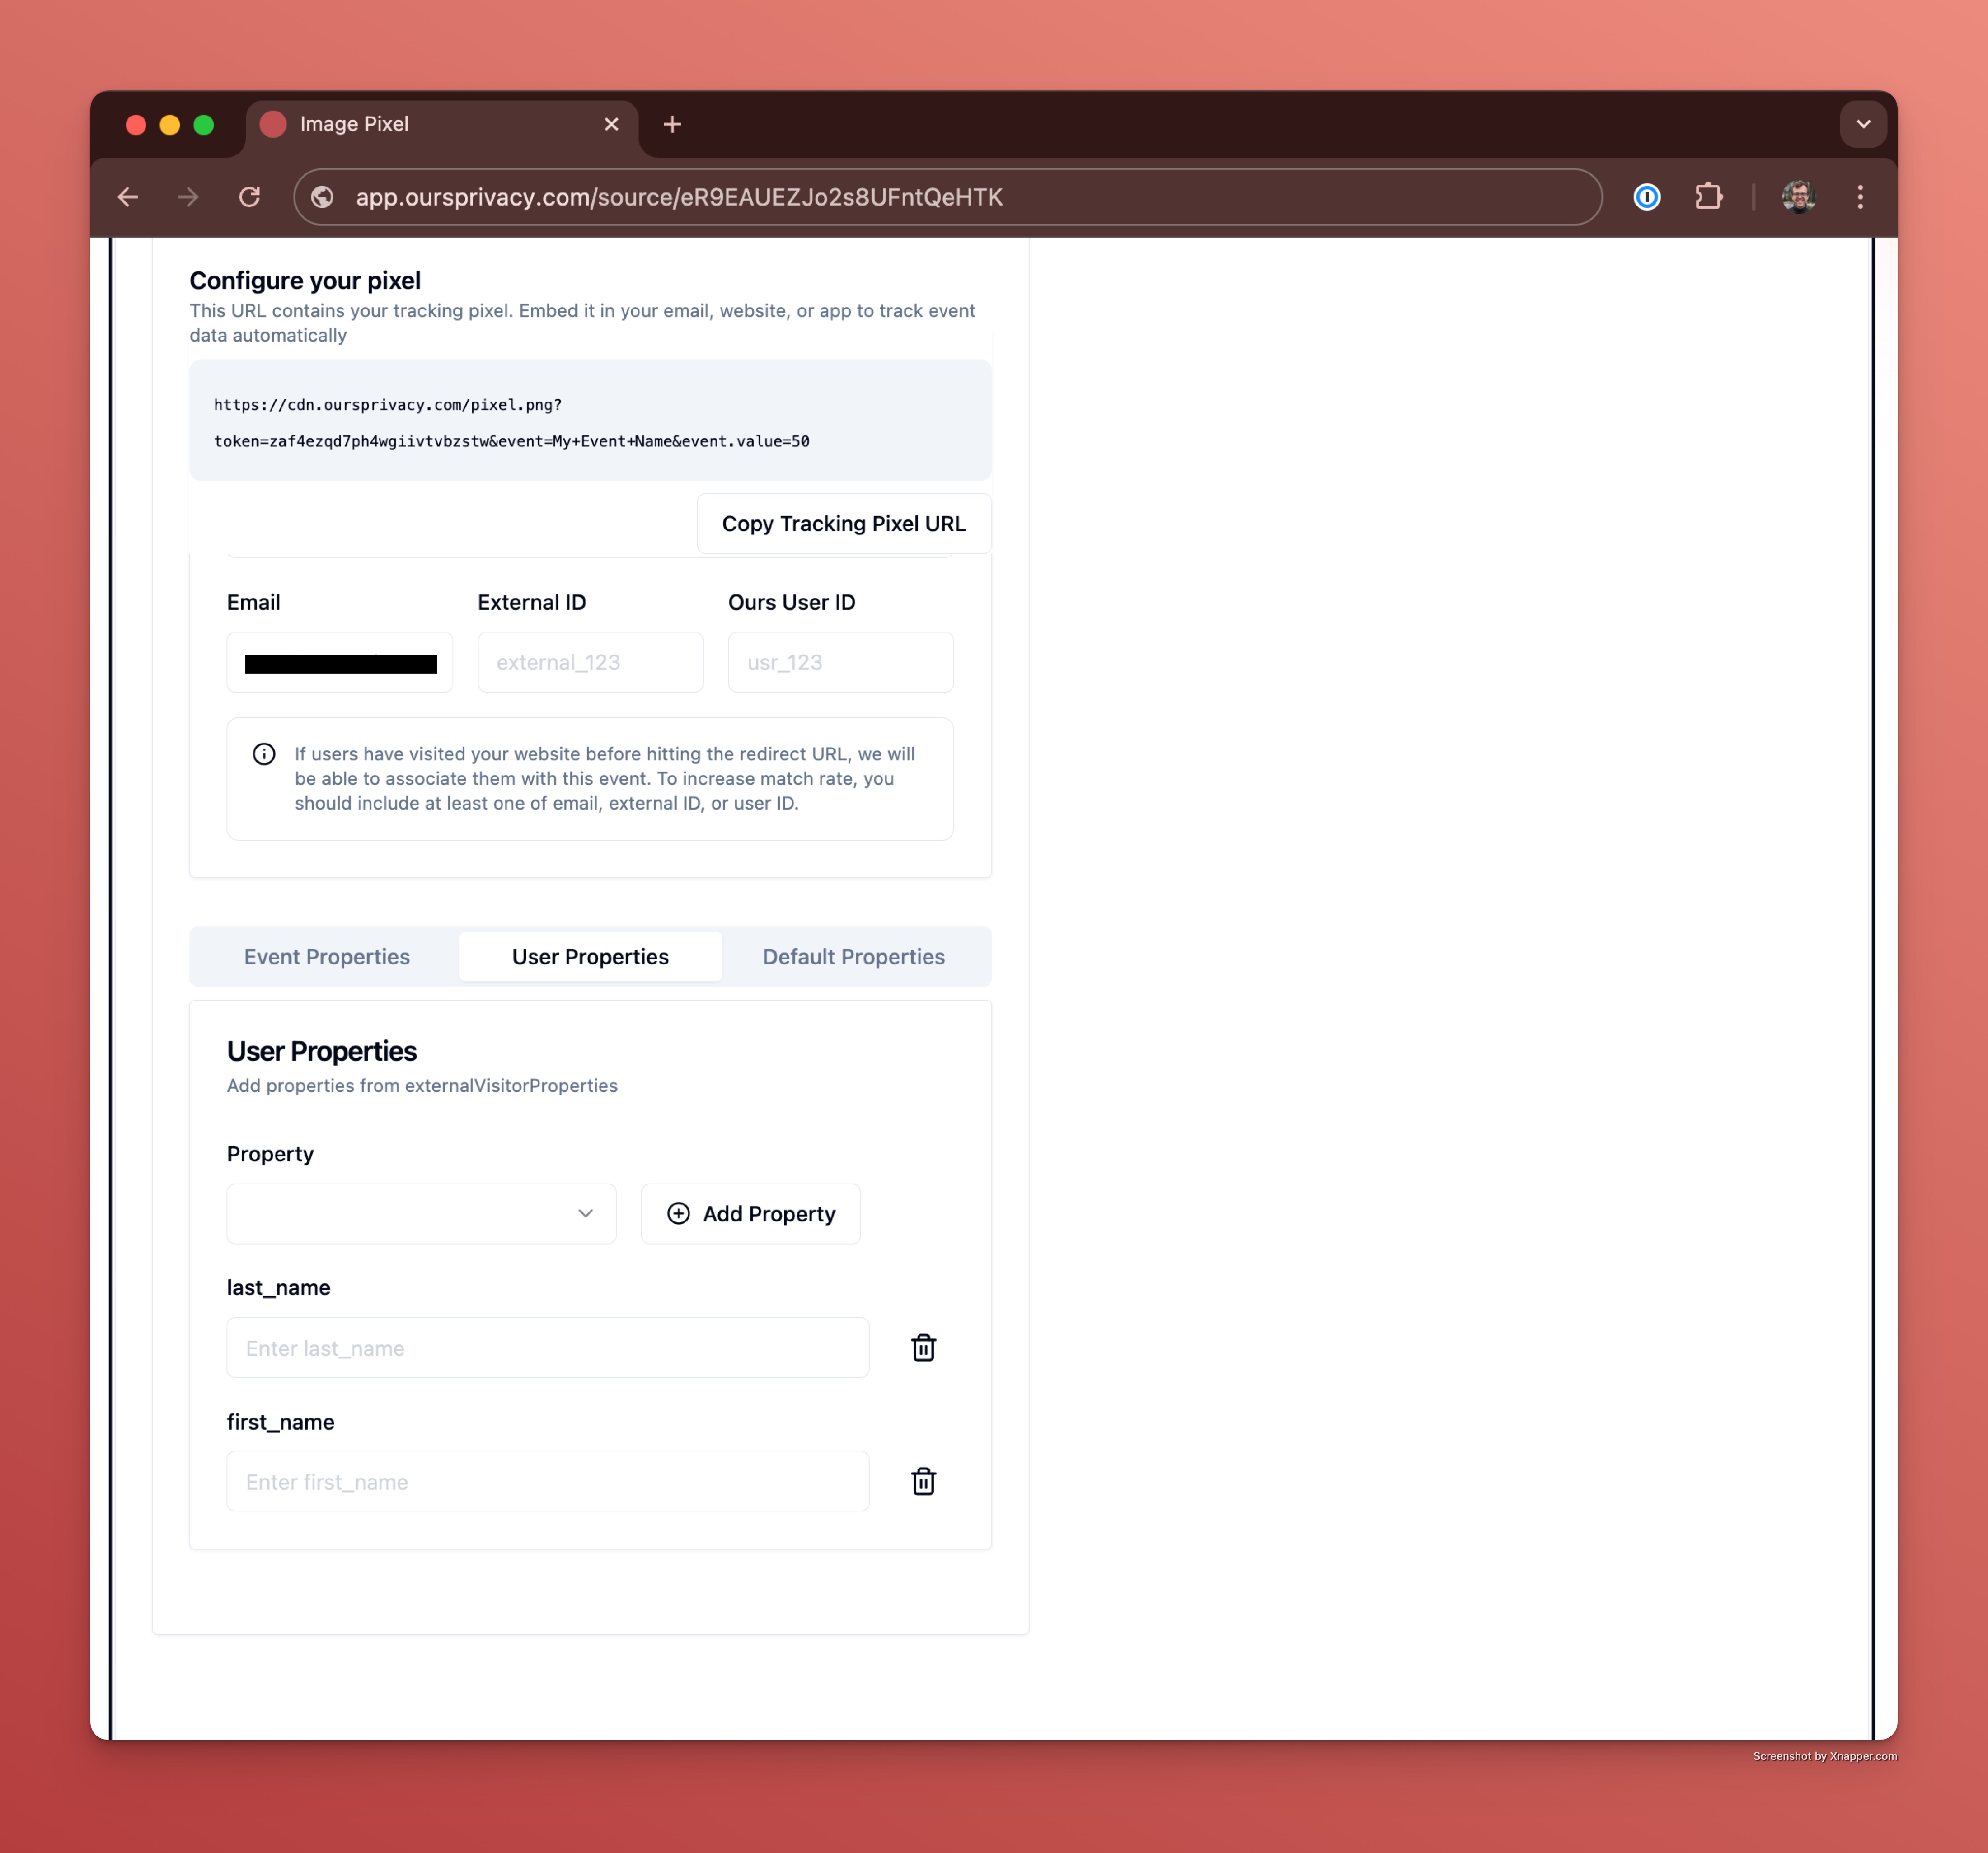 Image Pixel
app.oursprivacy.com/source/eR9EAUEZJo2s8UFntQeHTK
Configure your pixel
This URL contains your tracking pixel. Embed it in your email, website, or app to track event
data automatically
https://cdn.oursprivacy.com/pixel.png?
token=zaf4ezqd7ph4wgiivtvbzstw&event=My+Event+Name&event.value=50
Copy Tracking Pixel URL
Email External ID Ours User ID
external_123 usr_123
If users have visited your website before hitting the redirect URL, we will
be able to associate them with this event. To increase match rate, you
should include at least one of email, external ID, or user ID.
Event Properties User Properties Default Properties
User Properties
Add properties from externalVisitorProperties
Property
Add Property
last_name
Enter last_name
first_name
Enter first_name
Screenshot by Xnapper.com